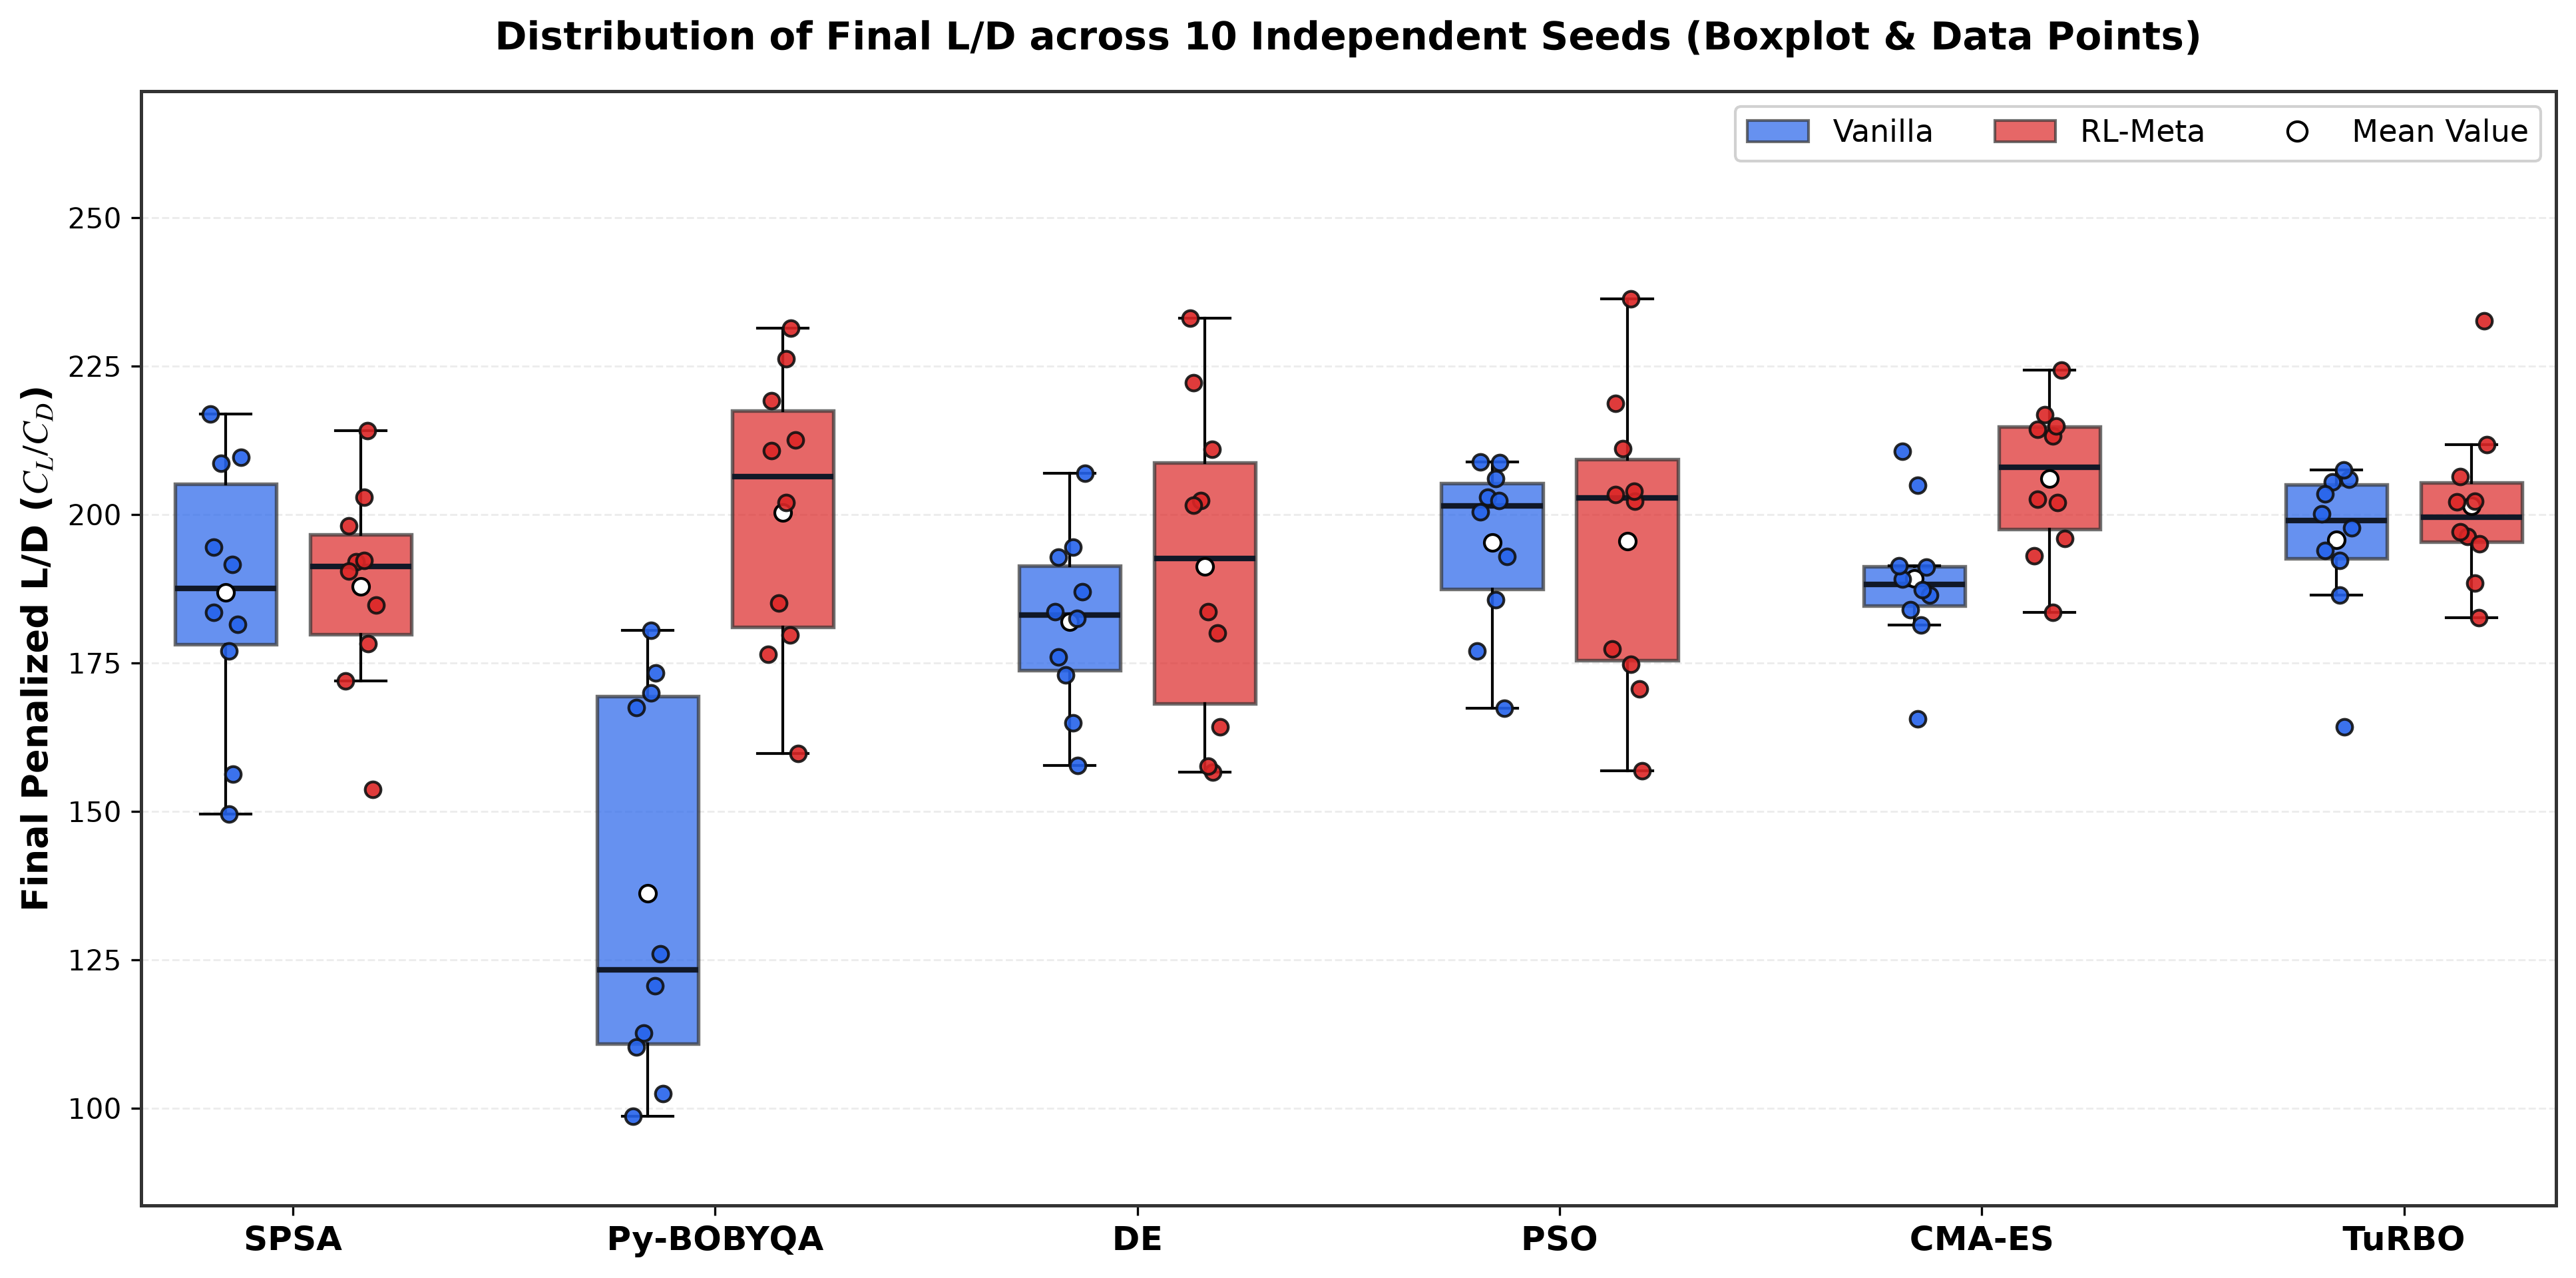 Distribution of Final L/D across 10 Independent Seeds (Boxplot & Data Points)
Vanilla
RL-Meta
Mean Value
Final Penalized L/D (C_L/C_D)
250
225
200
175
150
125
100
SPSA
Py-BOBYQA
DE
PSO
CMA-ES
TuRBO